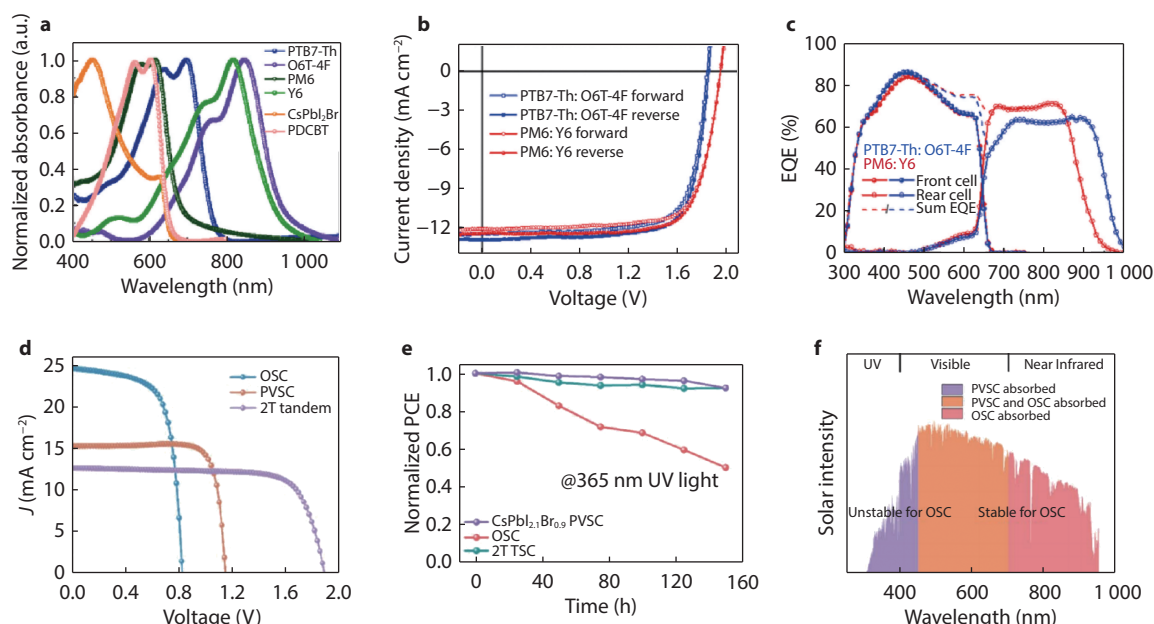 a
Normalized absorbance (a.u.)
1.0
0.8
0.6
0.4
0.2
0.0
PTB7-Th
O6T-4F
PM6
Y6
CsPbI₂Br
PDCBT
400
600
800
1 000
Wavelength (nm)
b
Current density (mA cm⁻²)
0
−3
−6
−9
−12
PTB7-Th: O6T-4F forward
PTB7-Th: O6T-4F reverse
PM6: Y6 forward
PM6: Y6 reverse
0.0
0.4
0.8
1.2
1.6
2.0
Voltage (V)
c
EQE (%)
100
80
60
40
20
0
PTB7-Th: O6T-4F
PM6: Y6
Front cell
Rear cell
Sum EQE
300
400
500
600
700
800
900
1 000
Wavelength (nm)
d
J (mA cm⁻²)
25
20
15
10
5
0
OSC
PVSC
2T tandem
0.0
0.4
0.8
1.2
1.6
2.0
Voltage (V)
e
Normalized PCE
1.0
0.8
0.6
0.4
0.2
0.0
@365 nm UV light
CsPbI₂.₁Br₀.₉ PVSC
OSC
2T TSC
0
40
80
120
160
Time (h)
f
Solar intensity
UV
Visible
Near Infrared
PVSC absorbed
PVSC and OSC absorbed
OSC absorbed
Unstable for OSC
Stable for OSC
400
600
800
1 000
Wavelength (nm)